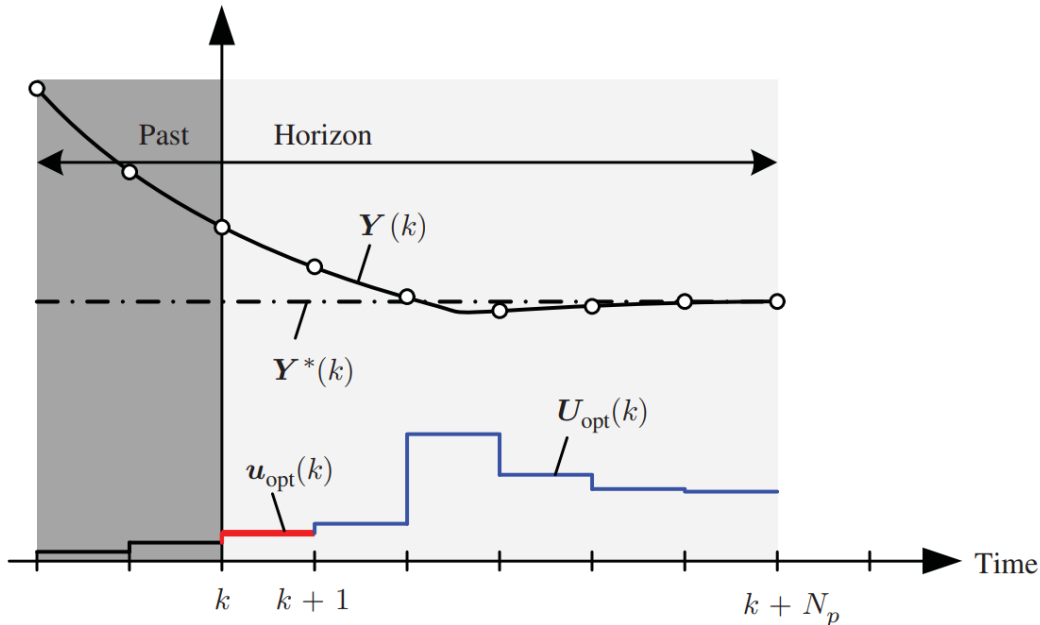 Past Horizon
Y(k)
Y*(k)
U_opt(k)
u_opt(k)
Time
k k + 1 k + N_p